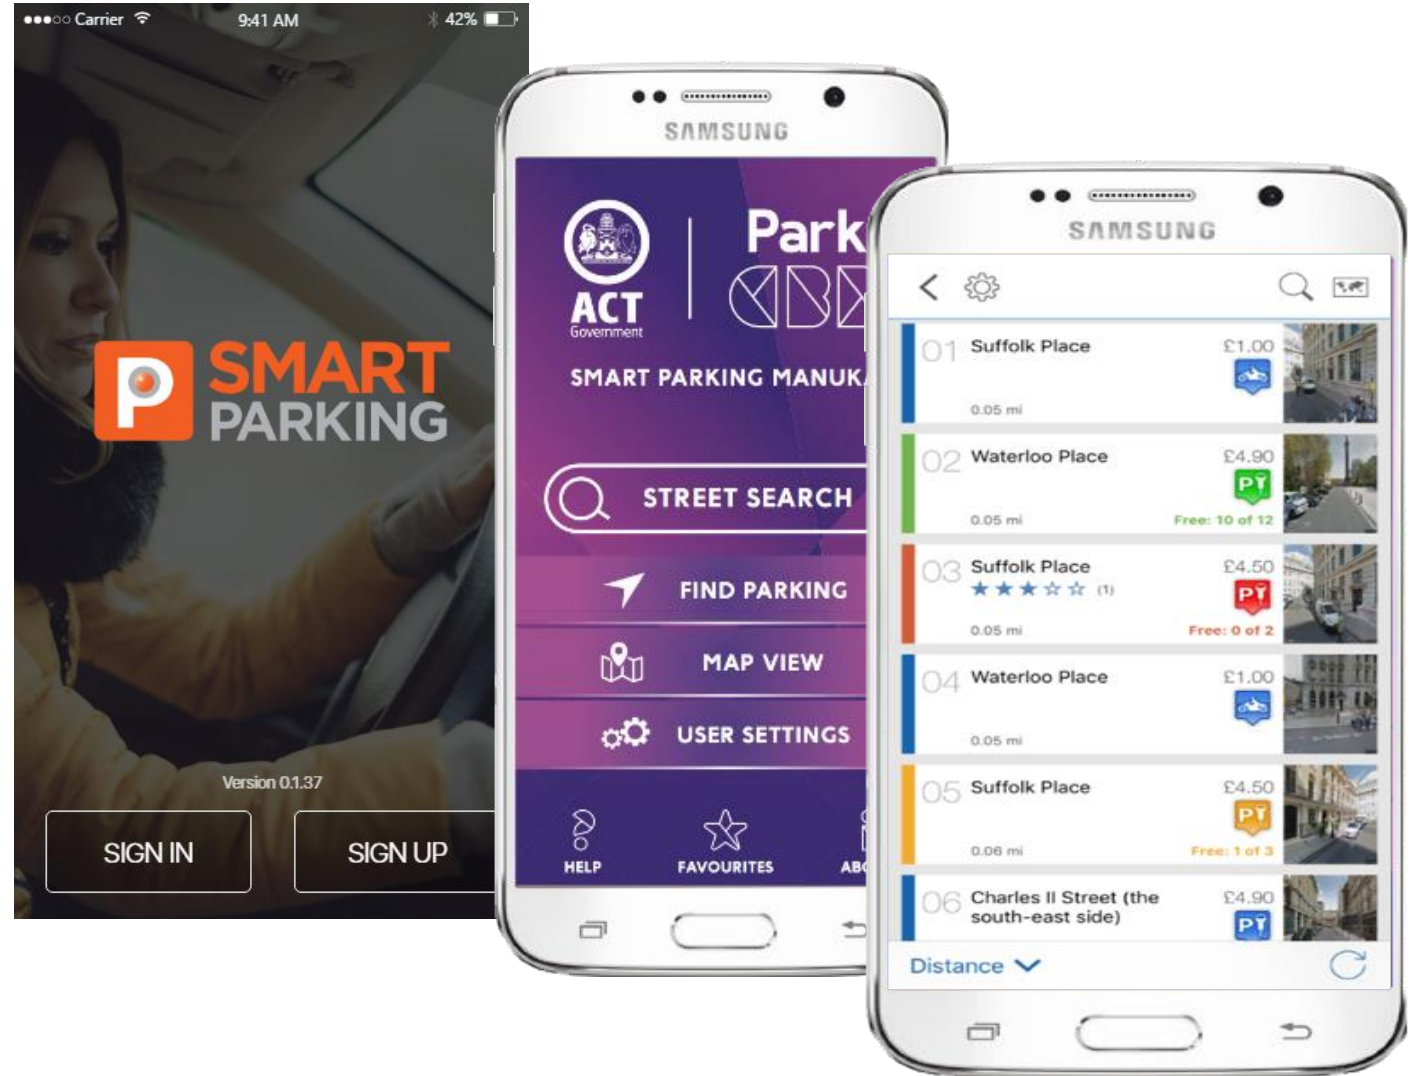 Carrier
9:41 AM
42%
P SMART
PARKING
Version 0.1.37
SIGN IN
SIGN UP
SAMSUNG
ACT
Government
Park
SMART PARKING MANUK
STREET SEARCH
FIND PARKING
MAP VIEW
USER SETTINGS
HELP
FAVOURITES
AB
SAMSUNG
01 Suffolk Place £1.00
0.05 mi
02 Waterloo Place £4.90
P
0.05 mi Free: 10 of 12
03 Suffolk Place £4.50
(1) P
0.05 mi Free: 0 of 2
04 Waterloo Place £1.00
0.05 mi
05 Suffolk Place £4.50
P
0.06 mi Free: 1 of 3
06 Charles II Street (the £4.90
south-east side) P
Distance